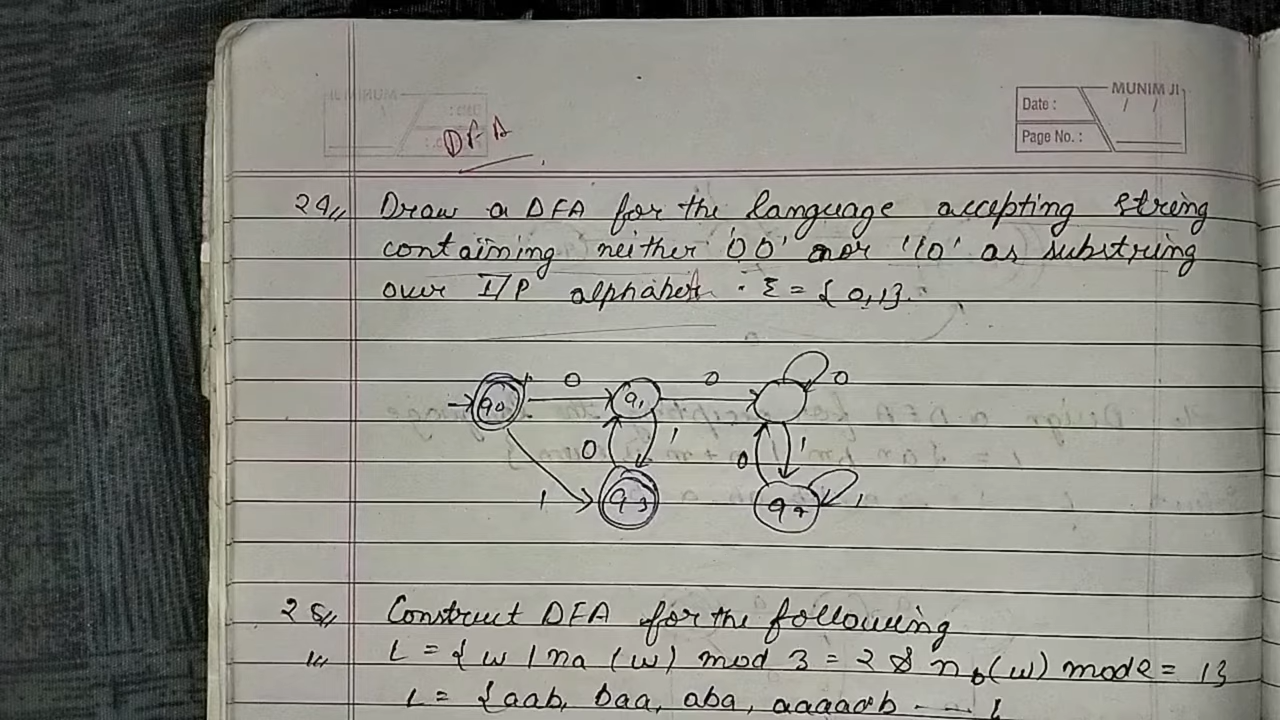 MUNIM JI
Date : / /
Page No. :
DFA
24,, Draw a DFA for the language accepting string
containing neither '00' nor '10' as substring
over I/P alphabet . Σ = { 0,1}.
0 0 0
q0 q1
0 1 0 1
1 q3 q4 1
25,, Construct DFA for the following
1,, L = { w | na (w) mod 3 = 2 & nb (w) mod 2 = 1}
L = {aab, baa, aba, aaaaab - - -